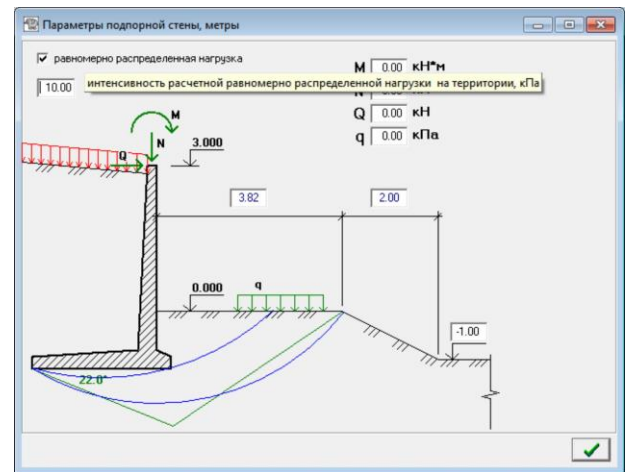 Параметры подпорной стены, метры
равномерно распределенная нагрузка
M 0.00 кН*м
10.00
интенсивность расчетной равномерно распределенной нагрузки на территории, кПа
Q 0.00 кН
q 0.00 кПа
M
N
Q
3.000
3.82
2.00
0.000
q
-1.00
22.0°